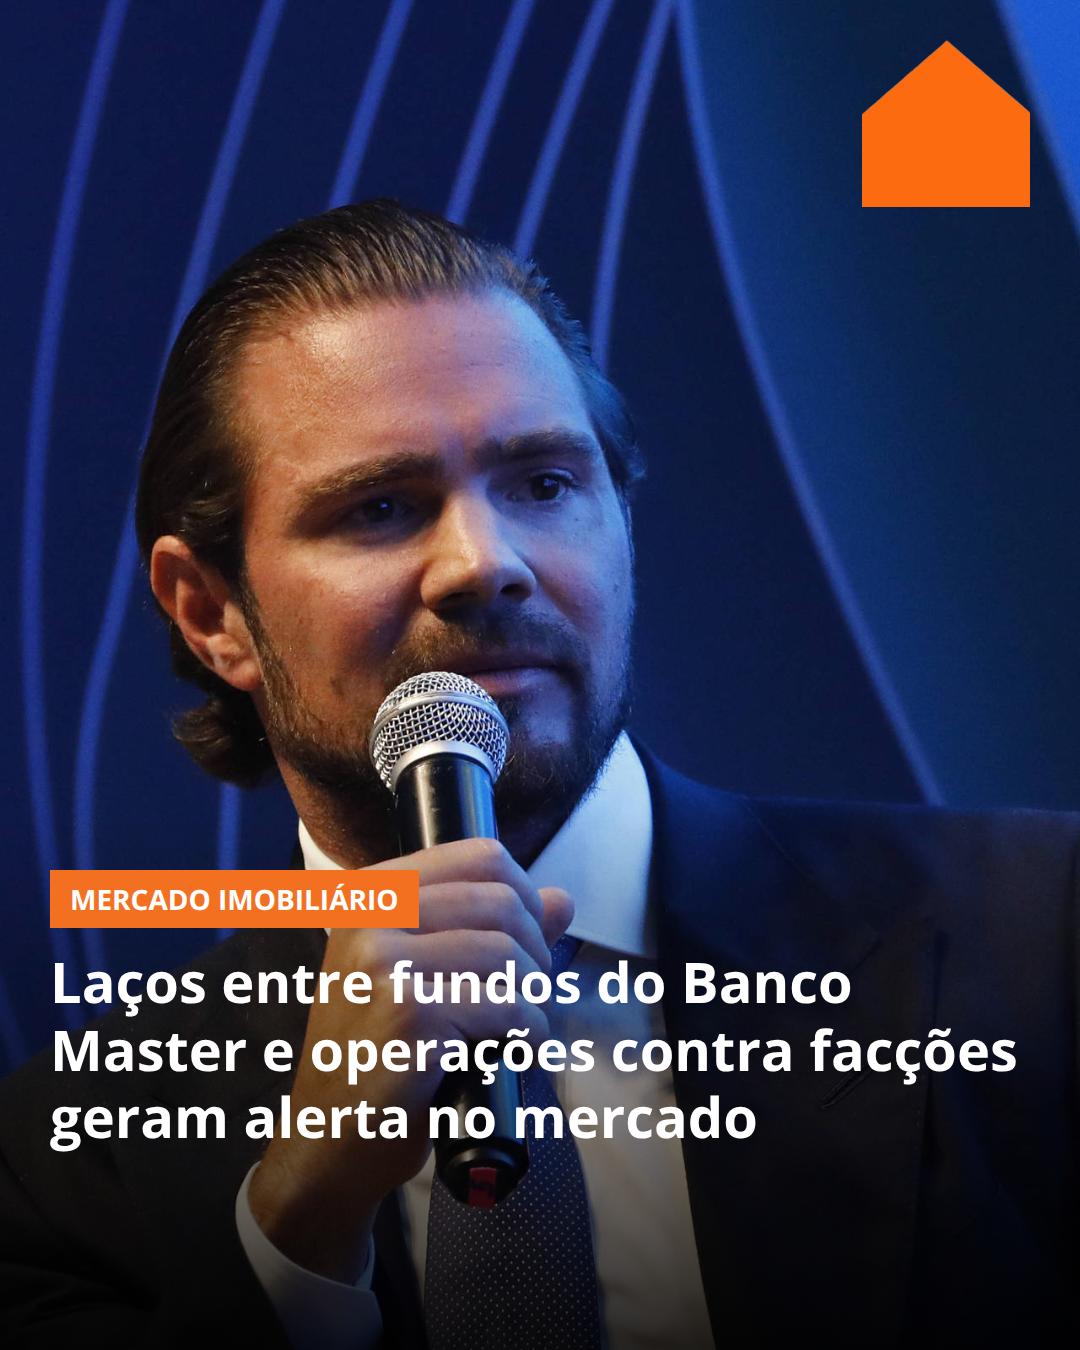 MERCADO IMOBILIÁRIO
Laços entre fundos do Banco
Master e operações contra facções
geram alerta no mercado